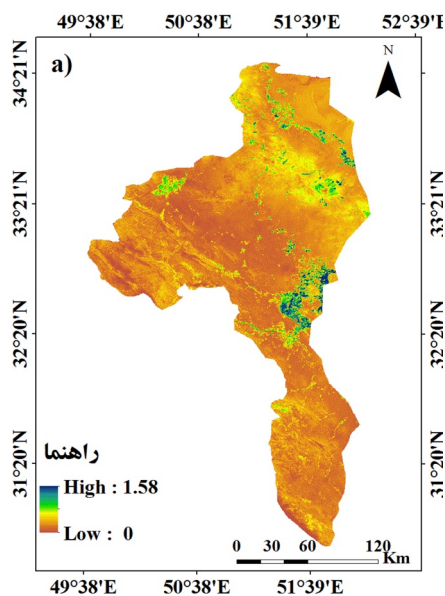 49°38'E 50°38'E 51°39'E 52°39'E
a)
N
34°21'N
33°21'N
32°20'N
31°20'N
34°21'N
33°21'N
32°20'N
31°20'N
راهنما
High : 1.58
Low : 0
0 30 60 120
Km
49°38'E 50°38'E 51°39'E